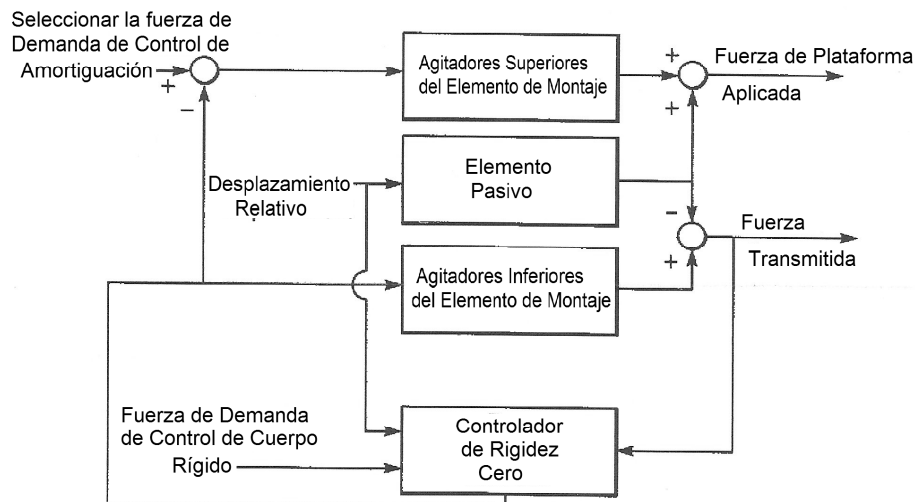 Seleccionar la fuerza de
Demanda de Control de
Amortiguación
+
−
Agitadores Superiores
del Elemento de Montaje
+
+
Fuerza de Plataforma
Aplicada
Desplazamiento
Relativo
Elemento
Pasivo
−
+
Fuerza
Transmitida
Agitadores Inferiores
del Elemento de Montaje
Fuerza de Demanda
de Control de Cuerpo
Rígido
Controlador
de Rigidez
Cero